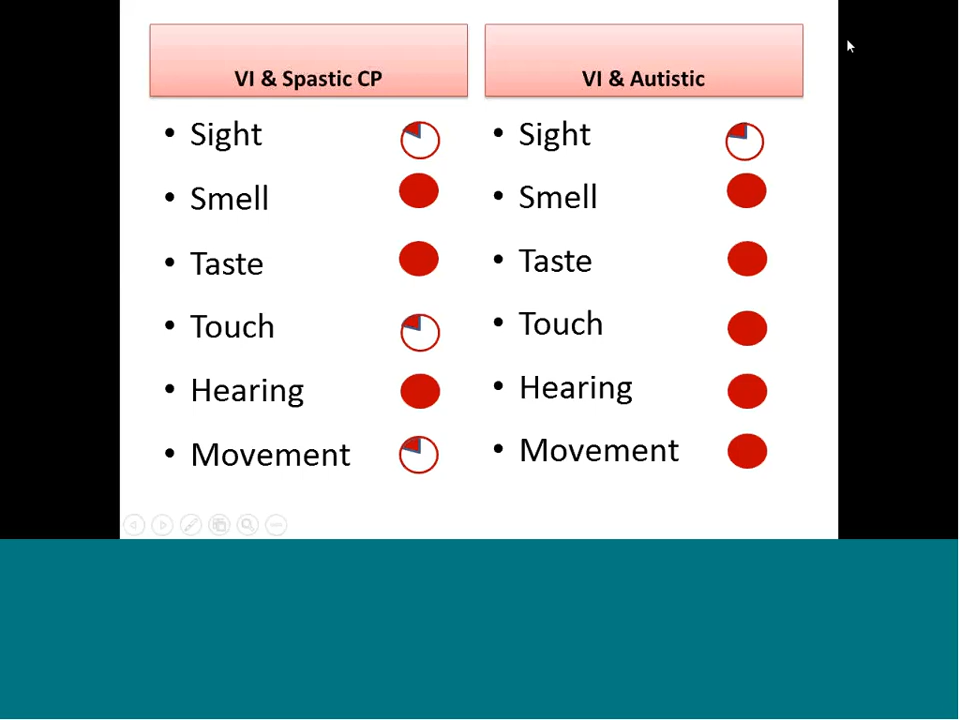 VI & Spastic CP
• Sight
• Smell
• Taste
• Touch
• Hearing
• Movement
VI & Autistic
• Sight
• Smell
• Taste
• Touch
• Hearing
• Movement